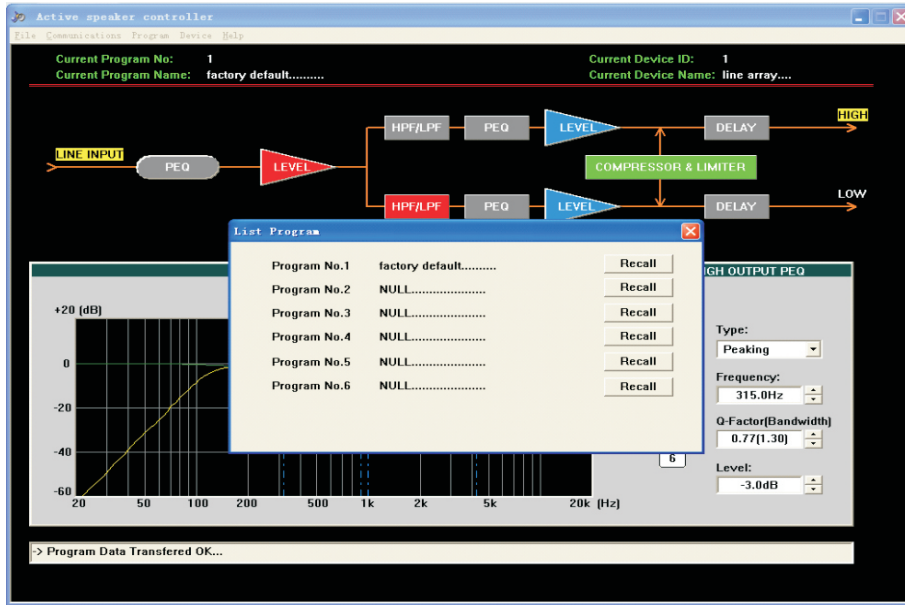 Active speaker controller
File Communications Program Device Help
Current Program No: 1
Current Device ID: 1
Current Program Name: factory default..........
Current Device Name: line array....
HIGH
HPF/LPF PEQ LEVEL DELAY
LINE INPUT
PEQ LEVEL
COMPRESSOR & LIMITER
LOW
HPF/LPF PEQ LEVEL DELAY
List Program
Program No.1 factory default.......... Recall
Program No.2 NULL..................... Recall
Program No.3 NULL..................... Recall
Program No.4 NULL..................... Recall
Program No.5 NULL..................... Recall
Program No.6 NULL..................... Recall
GH OUTPUT PEQ
+20 (dB)
0
-20
-40
-60
20 50 100 200 500 1k 2k 5k 20k (Hz)
6
Type:
Peaking
Frequency:
315.0Hz
Q-Factor(Bandwidth)
0.77(1.30)
Level:
-3.0dB
-> Program Data Transfered OK...